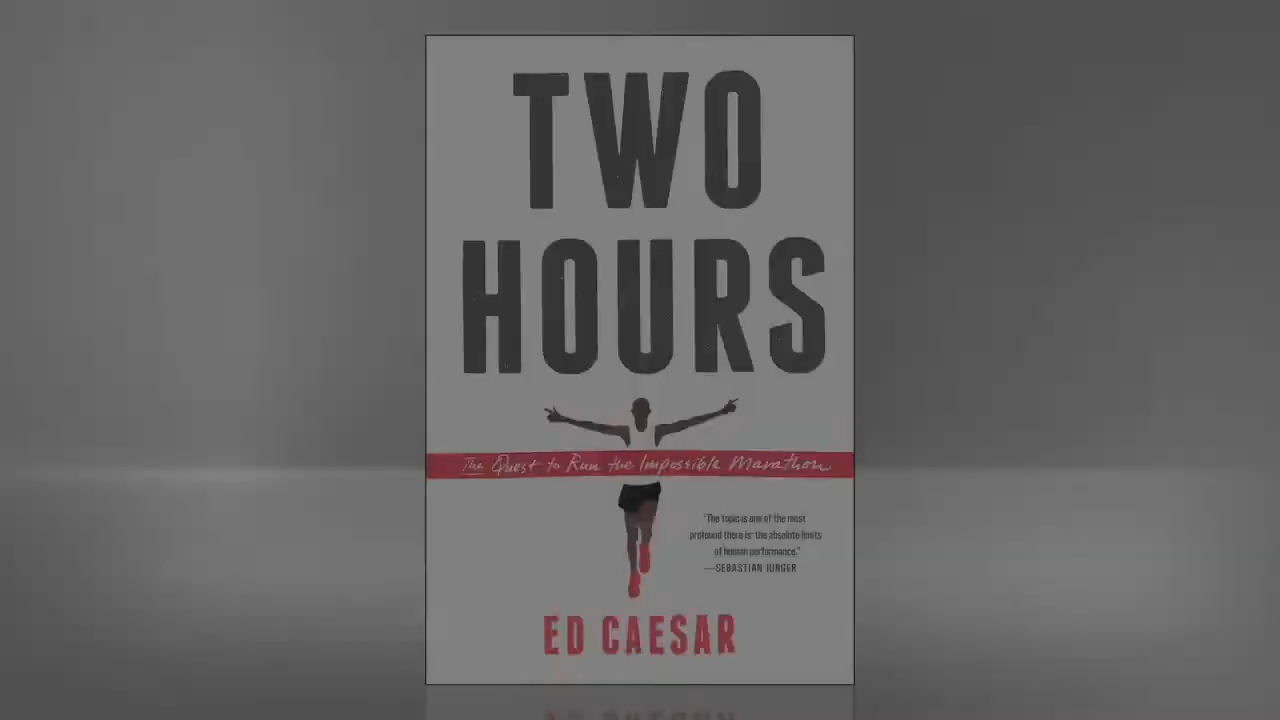 TWO
HOURS
The Quest to Run the Impossible Marathon
"The topic is one of the most
profound there is: the absolute limits
of human performance."
—SEBASTIAN JUNGER
ED CAESAR